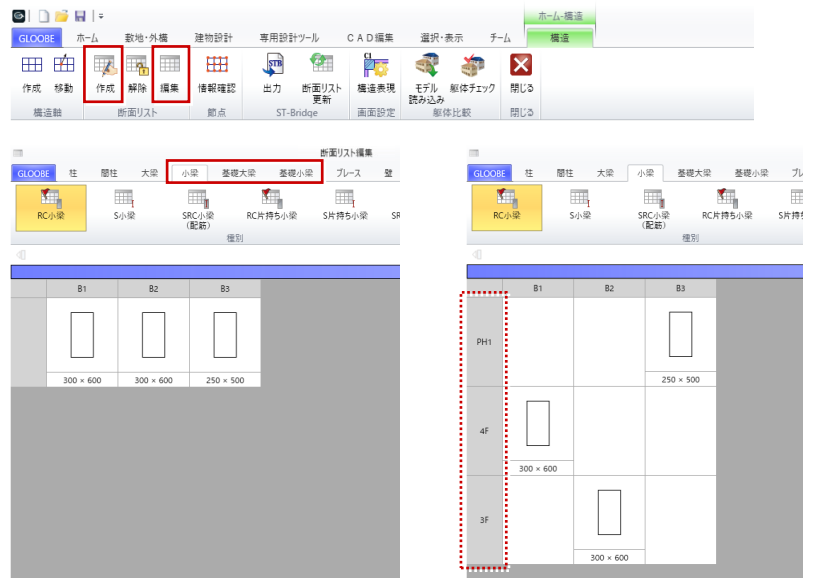 ホーム-構造
GLOOBE ホーム 敷地・外構 建物設計 専用設計ツール CAD編集 選択・表示 チーム 構造
作成 移動 作成 解除 編集 情報確認 出力 断面リスト更新 構造表現 モデル読み込み 躯体チェック 閉じる
構造軸 断面リスト 節点 ST-Bridge 画面設定 躯体比較 閉じる
断面リスト編集
GLOOBE 柱 間柱 大梁 小梁 基礎大梁 基礎小梁 ブレース 壁
RC小梁 S小梁 SRC小梁(配筋) RC片持ち小梁 S片持ち小梁 SR
種別
B1 B2 B3
300 × 600 300 × 600 250 × 500
GLOOBE 柱 間柱 大梁 小梁 基礎大梁 基礎小梁 ブレ
RC小梁 S小梁 SRC小梁(配筋) RC片持ち小梁 S片持ち
種別
B1 B2 B3
PH1
250 × 500
4F
300 × 600
3F
300 × 600